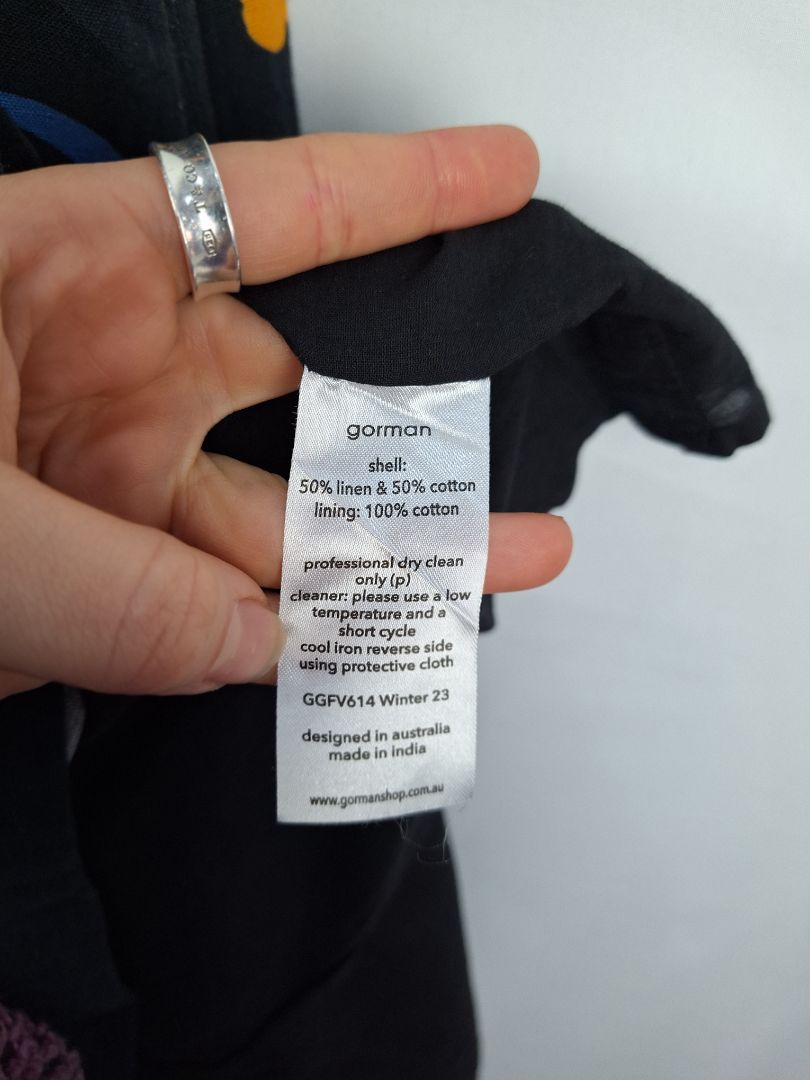 T & CO.
925
gorman
shell:
50% linen & 50% cotton
lining: 100% cotton
professional dry clean
only (p)
cleaner: please use a low
temperature and a
short cycle
cool iron reverse side
using protective cloth
GGFV614 Winter 23
designed in australia
made in india
www.gormanshop.com.au